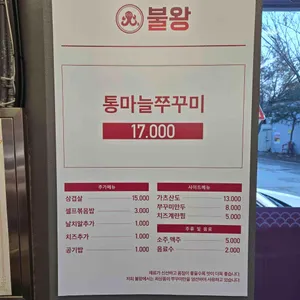 불왕
통마늘쭈꾸미
17.000
추가메뉴
삼겹살 15.000
셀프볶음밥 3.000
날치알추가 1.000
치즈추가 1.000
공기밥 1.000
사이드메뉴
가츠산도 13.000
쭈꾸미만두 8.000
치즈계란찜 5.000
주류 및 음료
소주,맥주 5.000
음료수 2.000